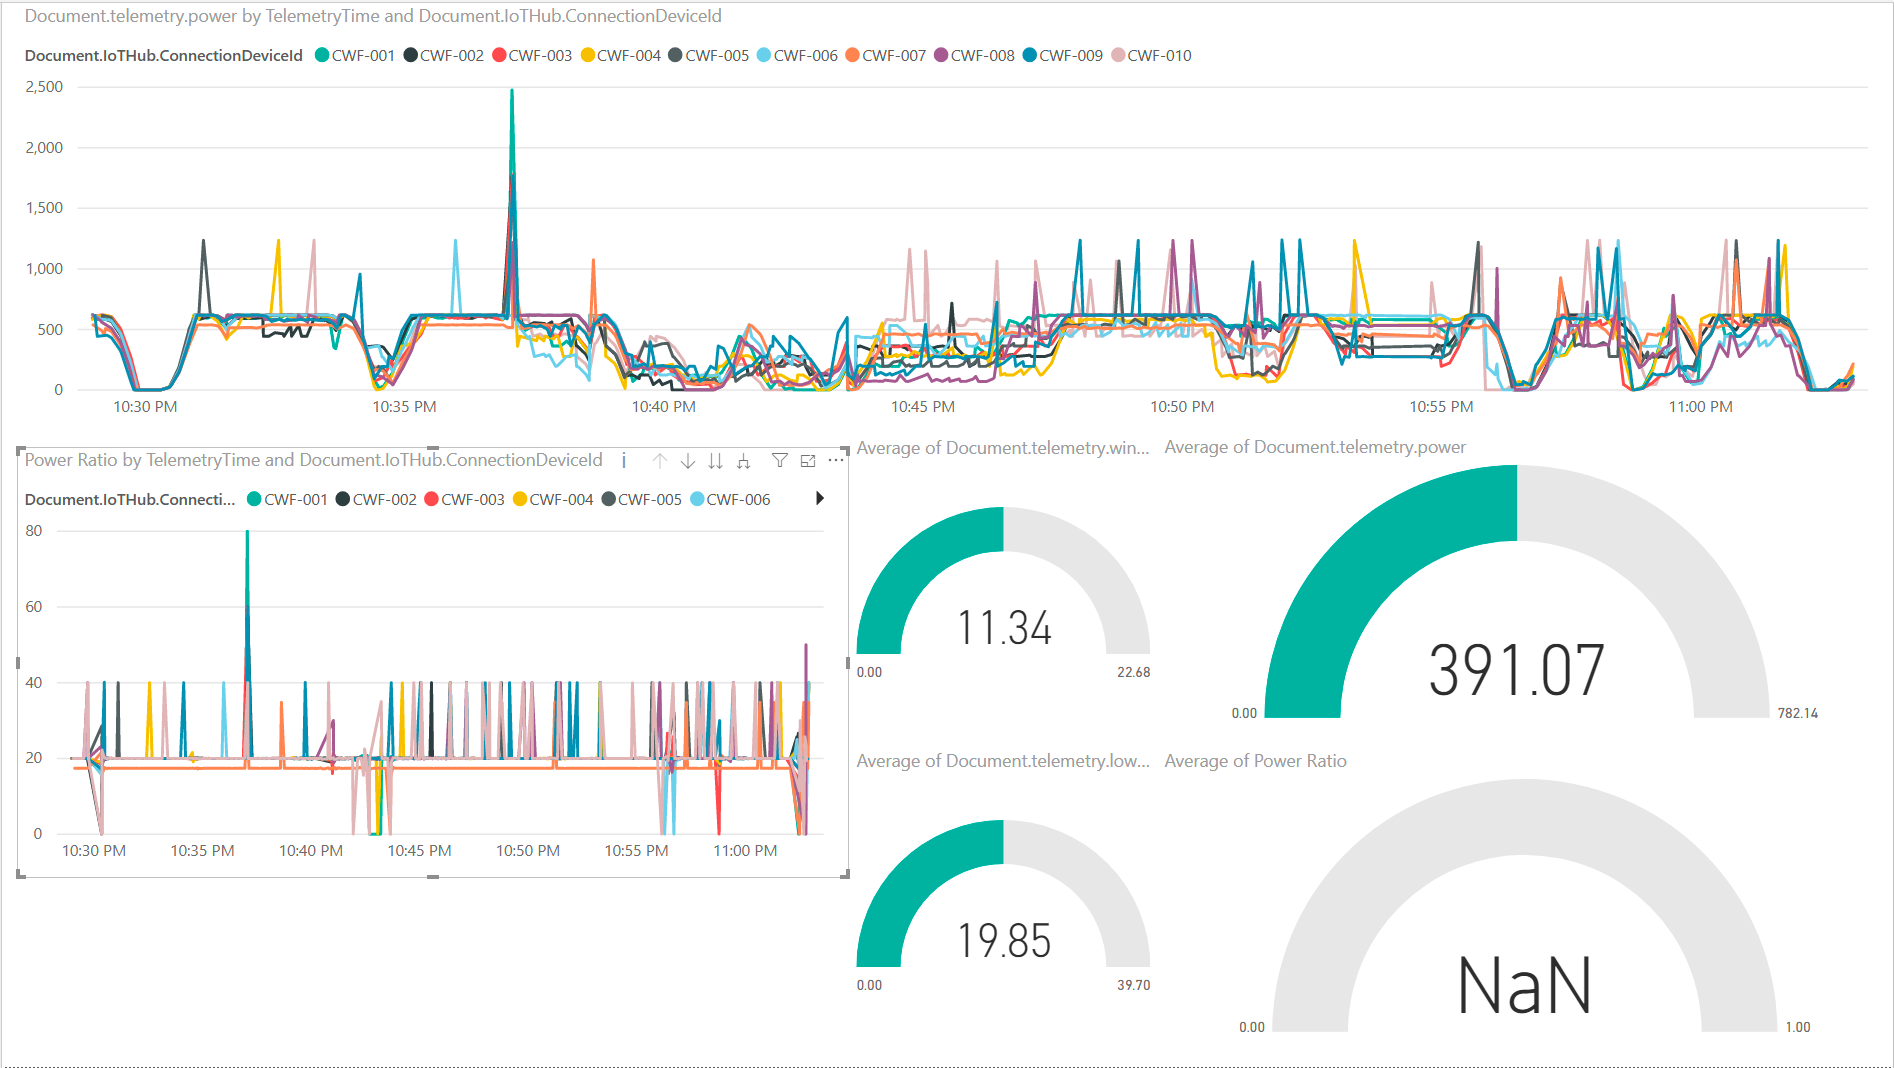 Document.telemetry.power by TelemetryTime and Document.IoTHub.ConnectionDeviceId
Document.IoTHub.ConnectionDeviceId CWF-001 CWF-002 CWF-003 CWF-004 CWF-005 CWF-006 CWF-007 CWF-008 CWF-009 CWF-010
2,500
2,000
1,500
1,000
500
0
10:30 PM 10:35 PM 10:40 PM 10:45 PM 10:50 PM 10:55 PM 11:00 PM
Power Ratio by TelemetryTime and Document.IoTHub.ConnectionDeviceId
Document.IoTHub.Connecti... CWF-001 CWF-002 CWF-003 CWF-004 CWF-005 CWF-006
80
60
40
20
0
10:30 PM 10:35 PM 10:40 PM 10:45 PM 10:50 PM 10:55 PM 11:00 PM
Average of Document.telemetry.win...
11.34
0.00 22.68
Average of Document.telemetry.power
391.07
0.00 782.14
Average of Document.telemetry.low...
19.85
0.00 39.70
Average of Power Ratio
NaN
0.00 1.00